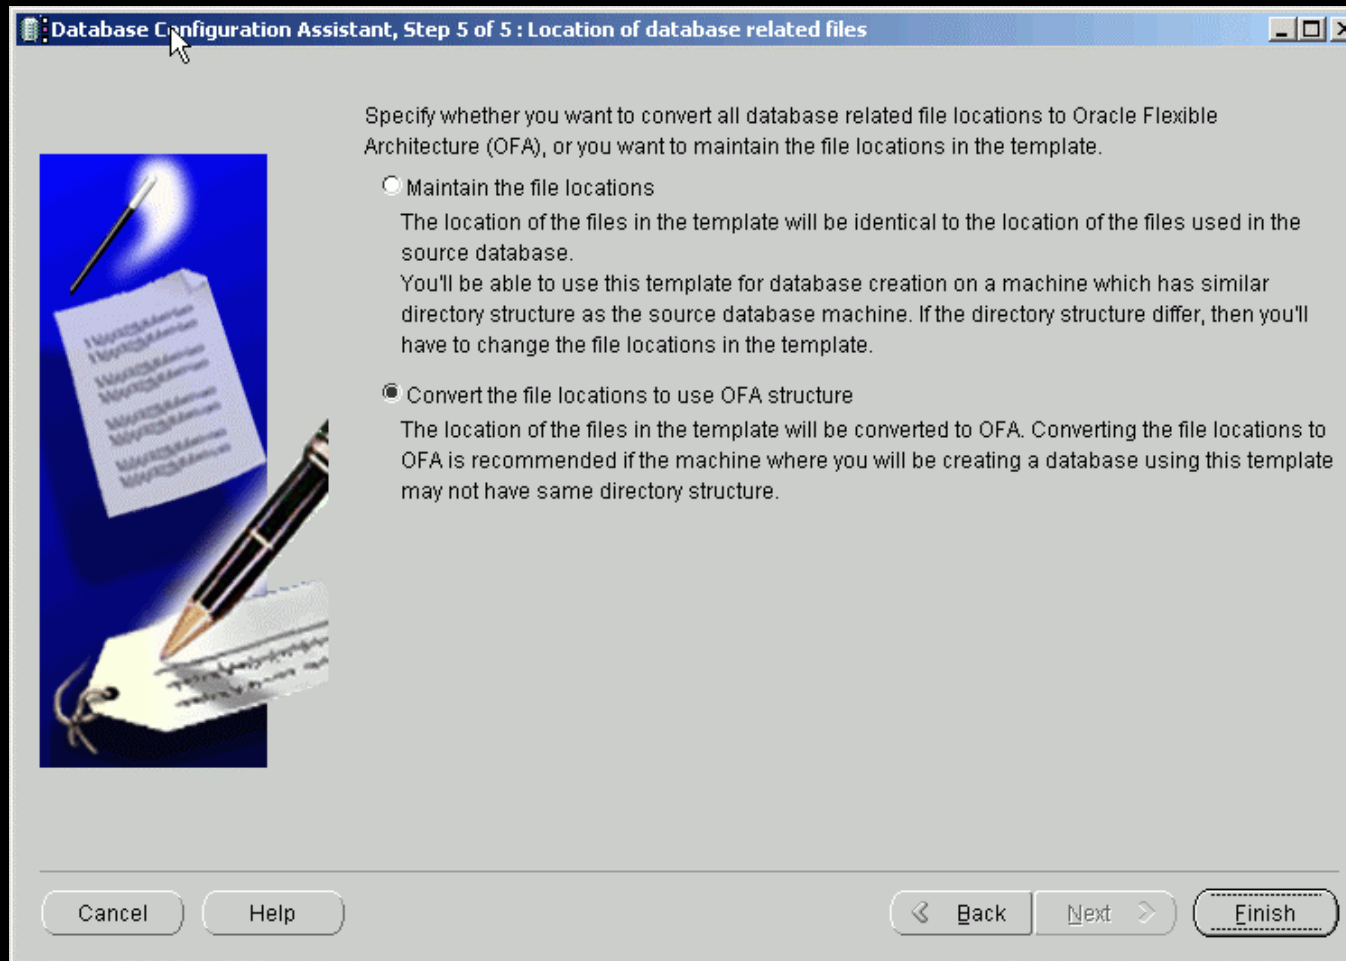 Database Configuration Assistant, Step 5 of 5 : Location of database related files
Specify whether you want to convert all database related file locations to Oracle Flexible
Architecture (OFA), or you want to maintain the file locations in the template.
Maintain the file locations
The location of the files in the template will be identical to the location of the files used in the
source database.
You'll be able to use this template for database creation on a machine which has similar
directory structure as the source database machine. If the directory structure differ, then you'll
have to change the file locations in the template.
Convert the file locations to use OFA structure
The location of the files in the template will be converted to OFA. Converting the file locations to
OFA is recommended if the machine where you will be creating a database using this template
may not have same directory structure.
Cancel Help Back Next Finish